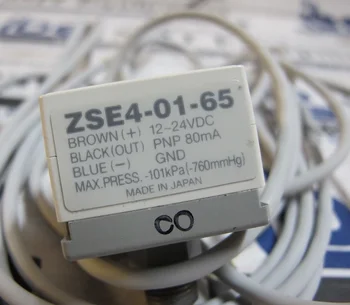 ZSE4-01-65
BROWN(+) 12-24VDC
BLACK(OUT) PNP 80mA
BLUE(-) GND
MAX.PRESS. -101kPa(-760mmHg)
MADE IN JAPAN
CO